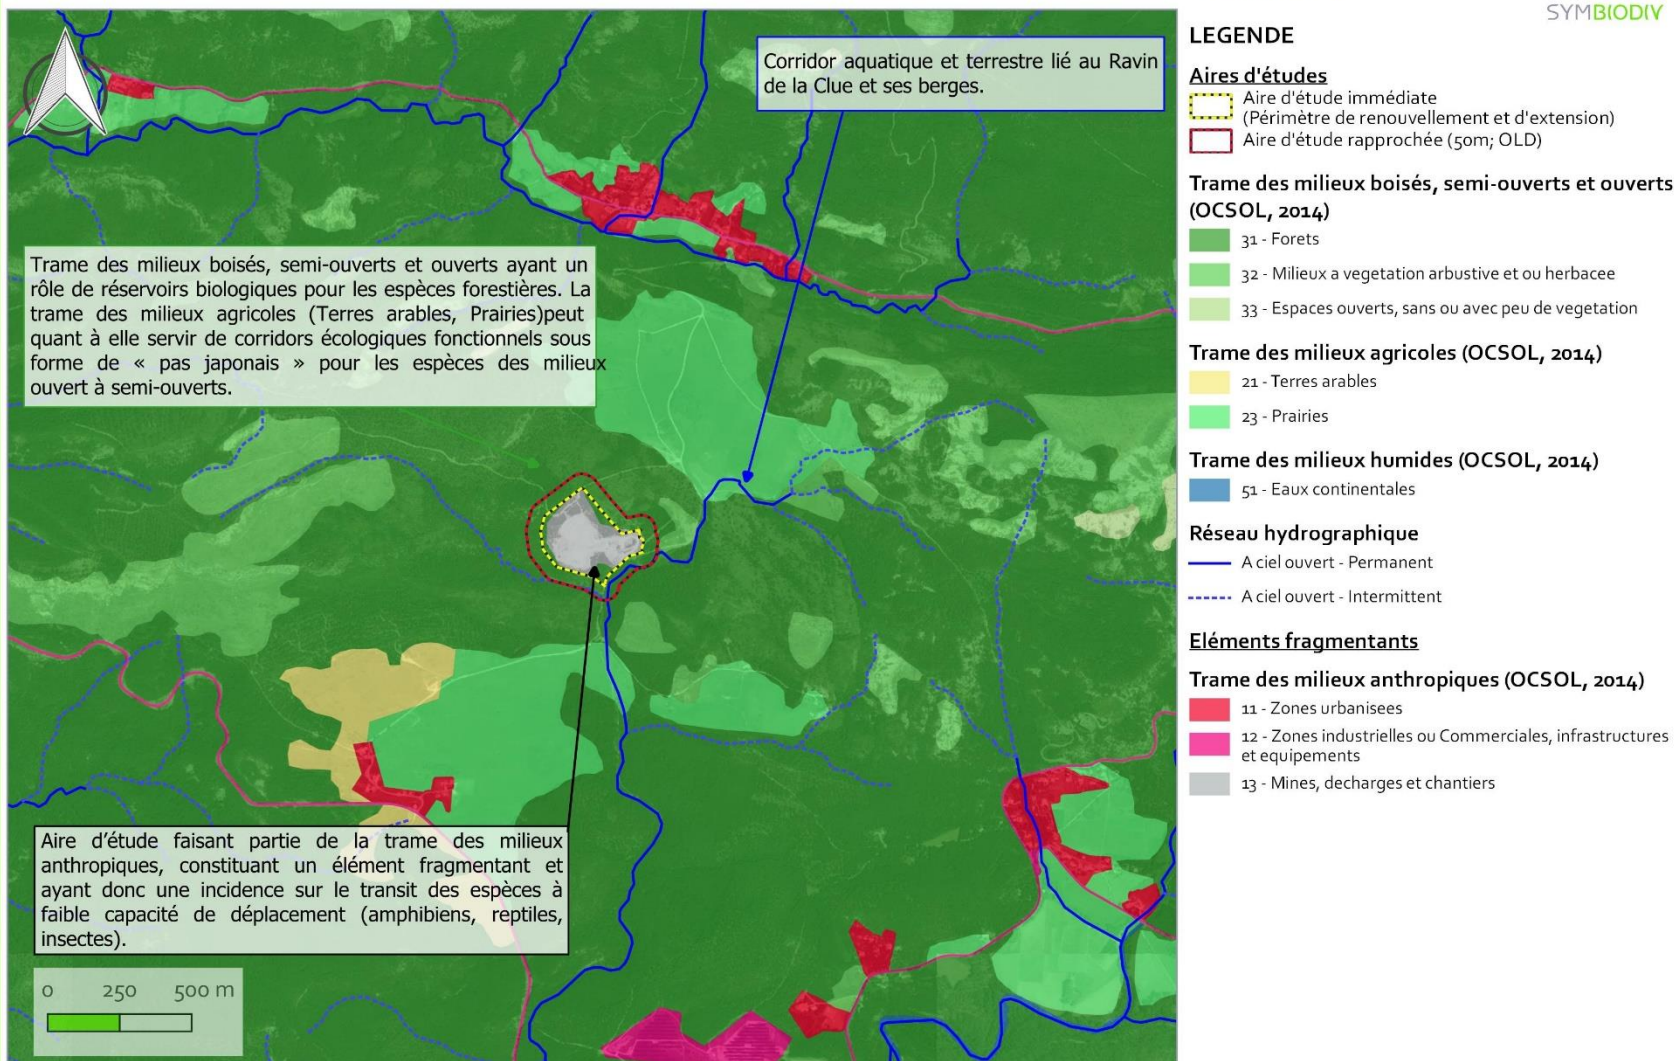 SYMBIODIV
Corridor aquatique et terrestre lié au Ravin
de la Clue et ses berges.
Trame des milieux boisés, semi-ouverts et ouverts ayant un
rôle de réservoirs biologiques pour les espèces forestières. La
trame des milieux agricoles (Terres arables, Prairies)peut
quant à elle servir de corridors écologiques fonctionnels sous
forme de « pas japonais » pour les espèces des milieux
ouvert à semi-ouverts.
Aire d'étude faisant partie de la trame des milieux
anthropiques, constituant un élément fragmentant et
ayant donc une incidence sur le transit des espèces à
faible capacité de déplacement (amphibiens, reptiles,
insectes).
0 250 500 m
LEGENDE
Aires d'études
Aire d'étude immédiate
(Périmètre de renouvellement et d'extension)
Aire d'étude rapprochée (50m; OLD)
Trame des milieux boisés, semi-ouverts et ouverts
(OCSOL, 2014)
31 - Forets
32 - Milieux a vegetation arbustive et ou herbacee
33 - Espaces ouverts, sans ou avec peu de vegetation
Trame des milieux agricoles (OCSOL, 2014)
21 - Terres arables
23 - Prairies
Trame des milieux humides (OCSOL, 2014)
51 - Eaux continentales
Réseau hydrographique
A ciel ouvert - Permanent
A ciel ouvert - Intermittent
Eléments fragmentants
Trame des milieux anthropiques (OCSOL, 2014)
11 - Zones urbanisees
12 - Zones industrielles ou Commerciales, infrastructures
et equipements
13 - Mines, decharges et chantiers